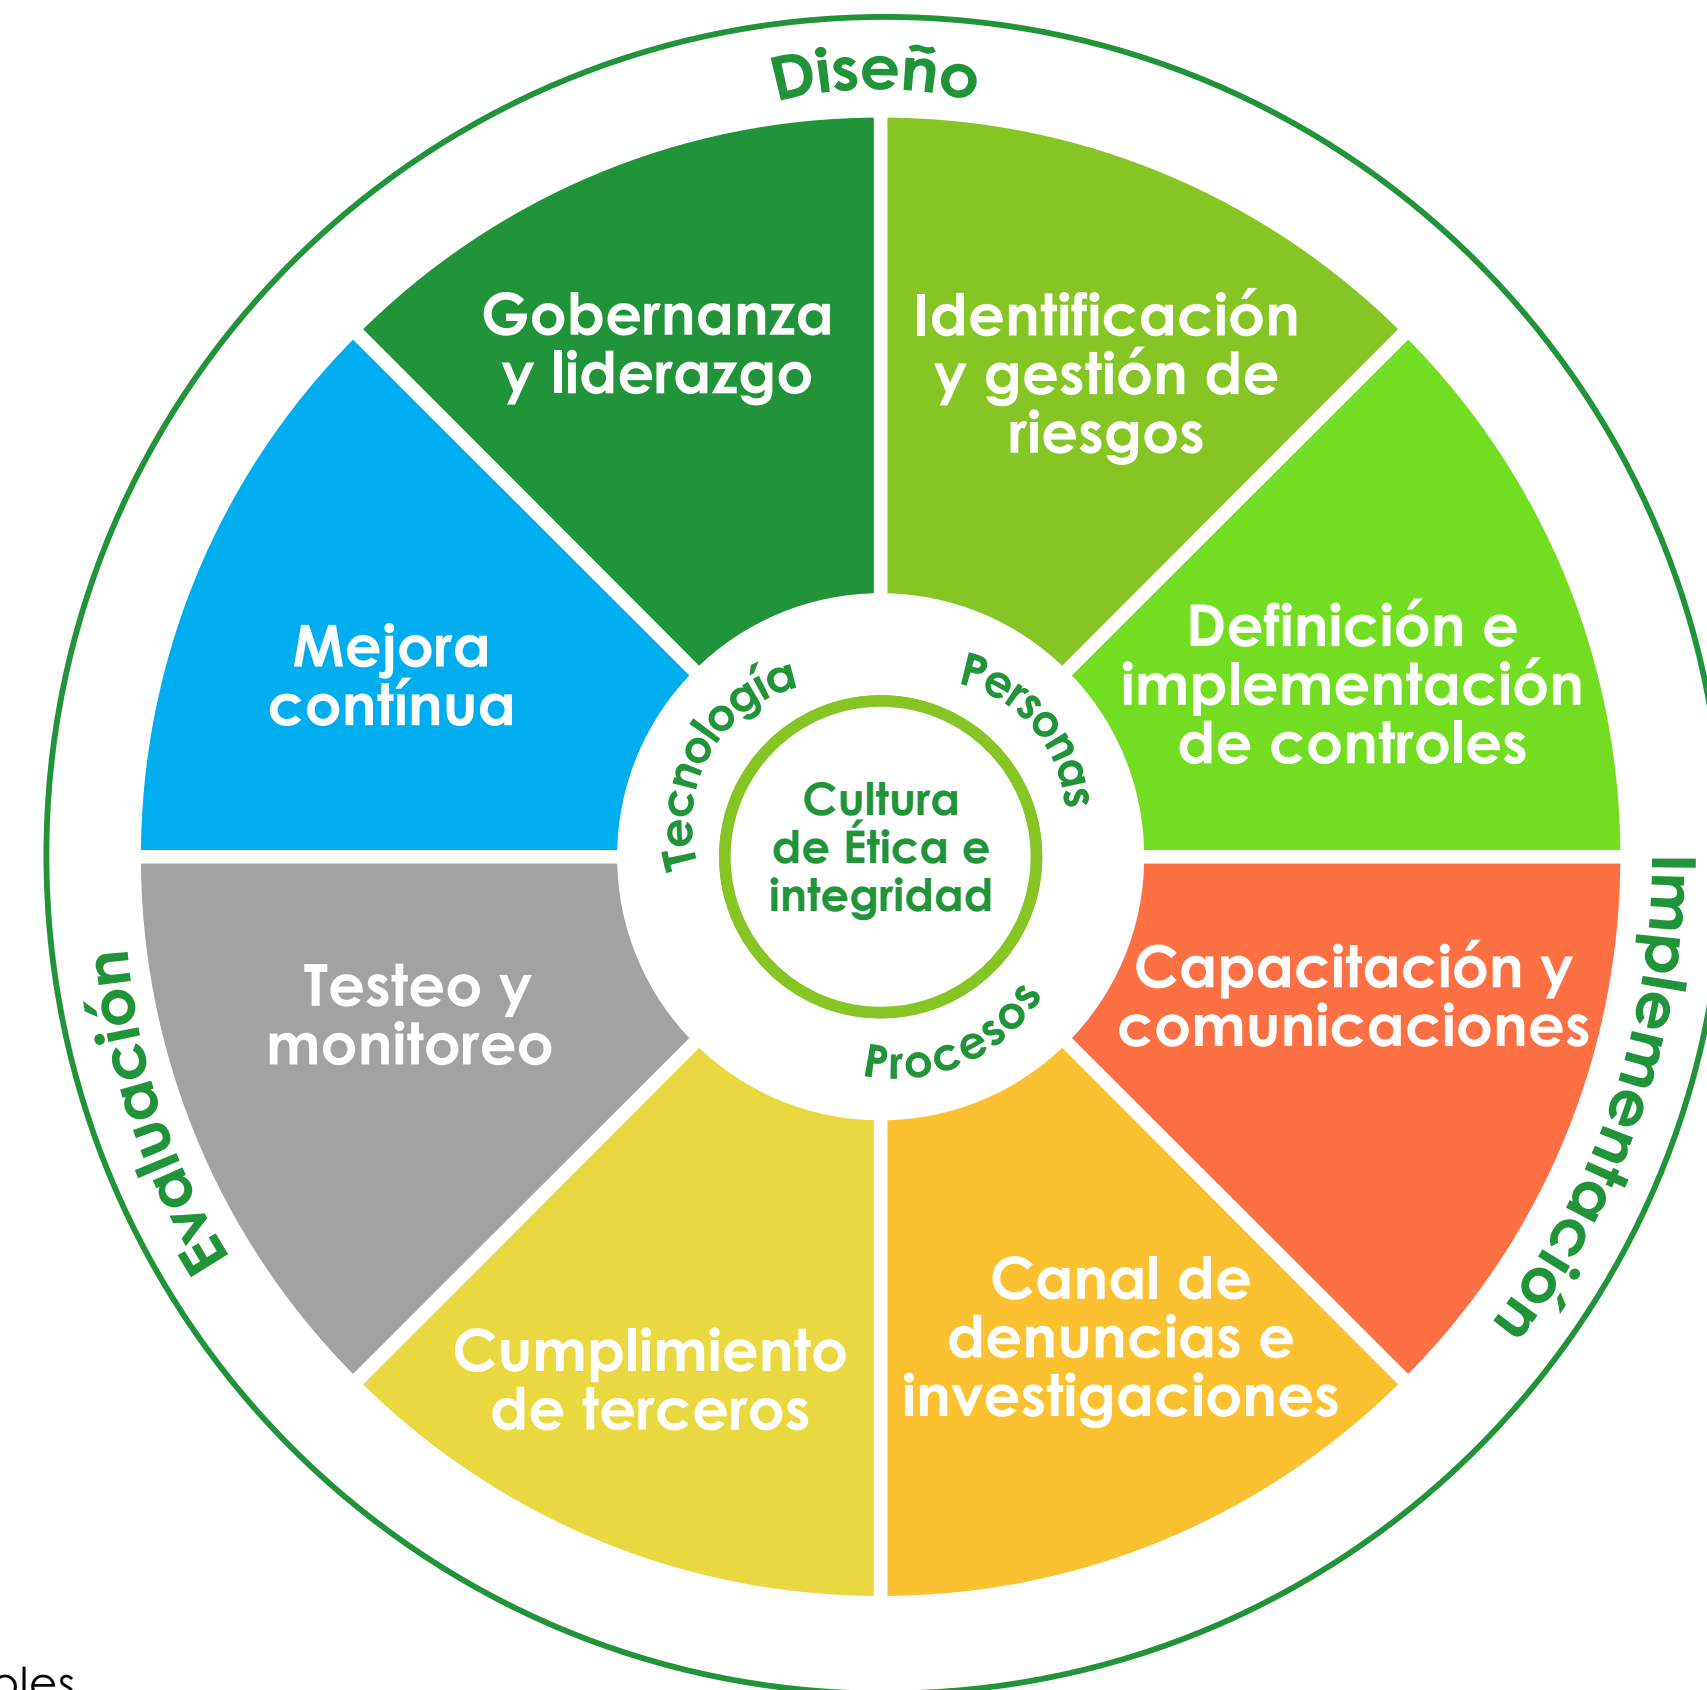 Diseño
Gobernanza
y liderazgo
Identificación
y gestión de
riesgos
Definición e
implementación
de controles
Capacitación y
comunicaciones
Canal de
denuncias e
investigaciones
Cumplimiento
de terceros
Testeo y
monitoreo
Mejora
contínua
Tecnología
Personas
Procesos
Cultura
de Ética e
integridad
Implementación
Evaluación